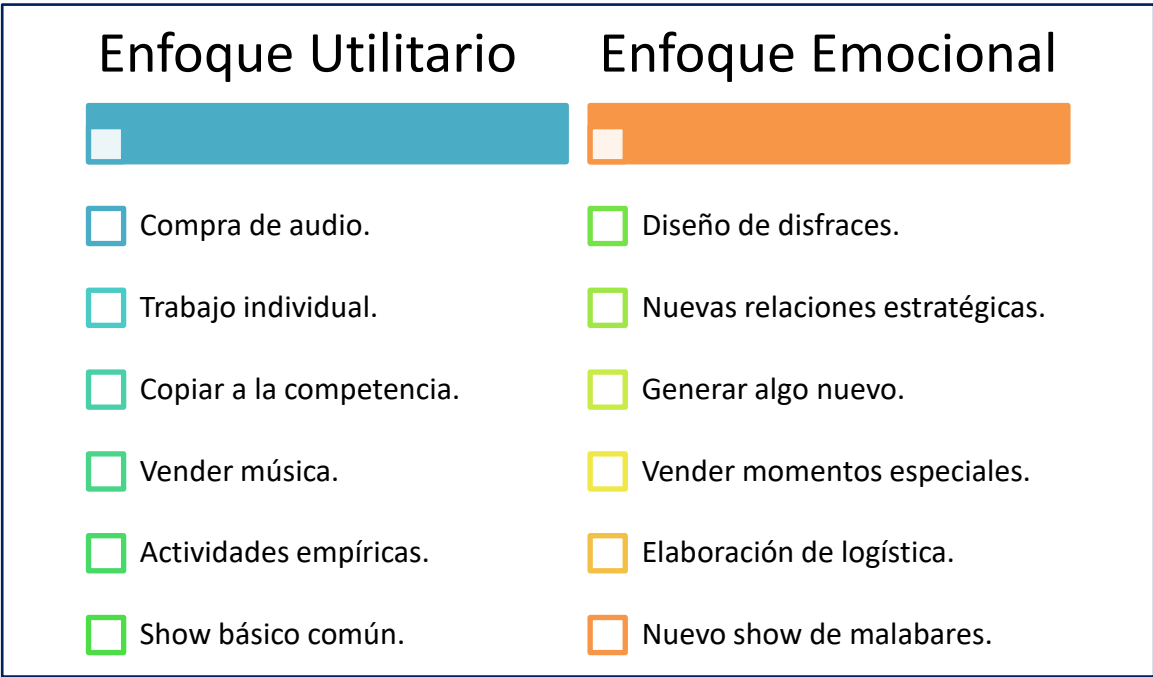 Enfoque Utilitario
Compra de audio.
Trabajo individual.
Copiar a la competencia.
Vender música.
Actividades empíricas.
Show básico común.
Enfoque Emocional
Diseño de disfraces.
Nuevas relaciones estratégicas.
Generar algo nuevo.
Vender momentos especiales.
Elaboración de logística.
Nuevo show de malabares.